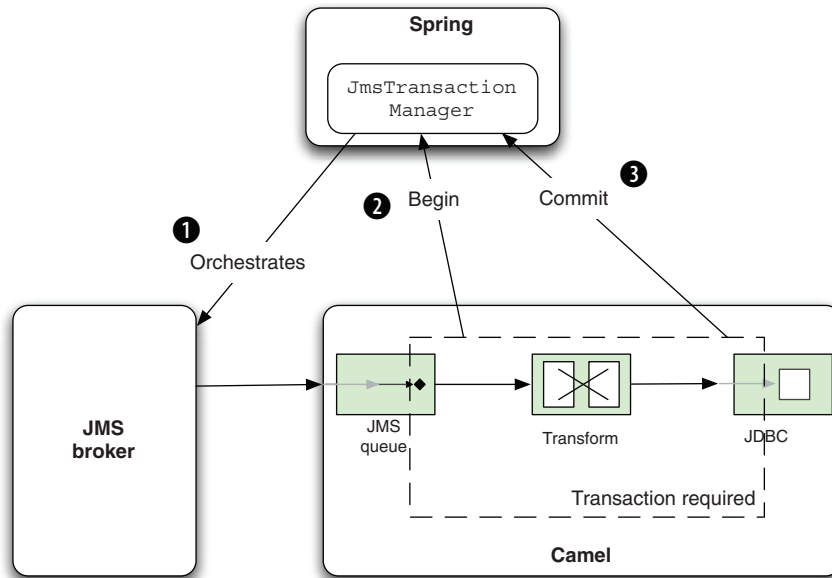 Spring
JmsTransaction
Manager
3
2
Begin
Commit
1
Orchestrates
JMS
broker
JMS
queue
Transform
JDBC
Transaction required
Camel